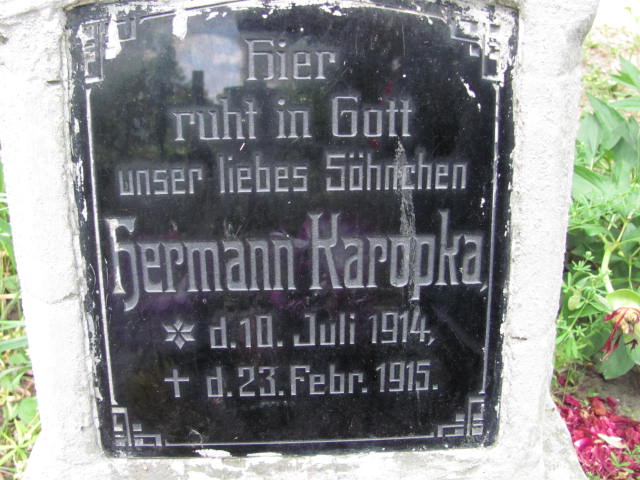 Hier
ruht in Gott
unser liebes Söhnchen
Hermann Karopka,
* d. 10. Juli 1914,
† d. 23. Febr. 1915.